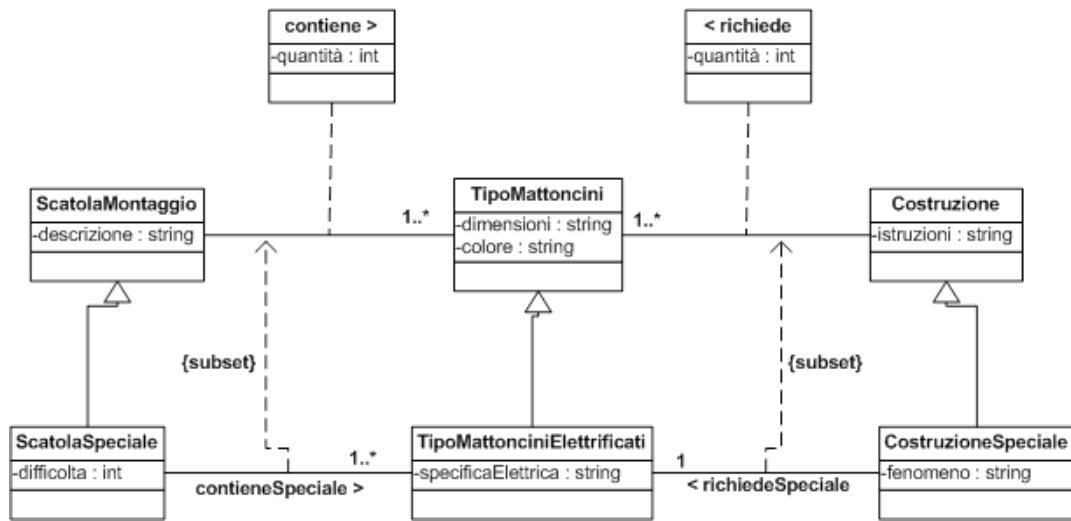 contiene >
-quantità : int
< richiede
-quantità : int
ScatolaMontaggio
-descrizione : string
1..*
TipoMattoncini
-dimensioni : string
-colore : string
1..*
Costruzione
-istruzioni : string
{subset}
{subset}
ScatolaSpeciale
-difficolta : int
1..*
contieneSpeciale >
TipoMattonciniElettrificati
-specificaElettrica : string
1
< richiedeSpeciale
CostruzioneSpeciale
-fenomeno : string